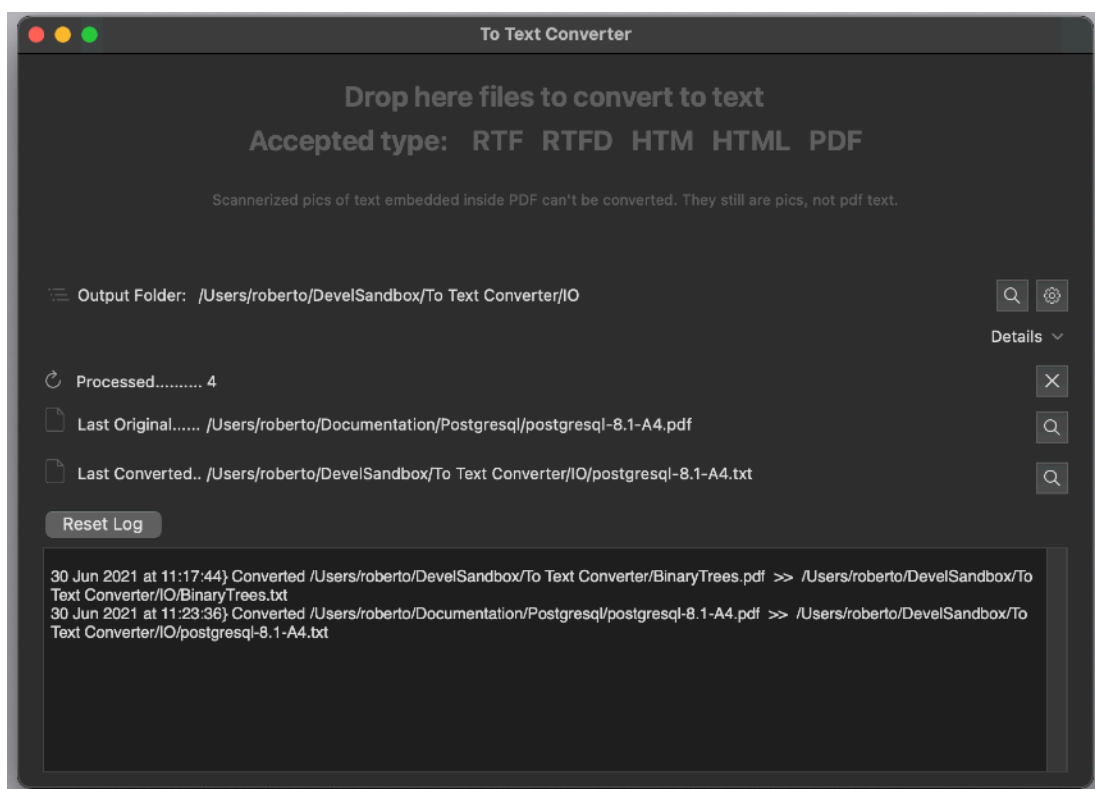 To Text Converter
Drop here files to convert to text
Accepted type: RTF RTFD HTM HTML PDF
Scannerized pics of text embedded inside PDF can't be converted. They still are pics, not pdf text.
Output Folder: /Users/roberto/DevelSandbox/To Text Converter/IO
Details
Processed.......... 4
Last Original...... /Users/roberto/Documentation/Postgresql/postgresql-8.1-A4.pdf
Last Converted.. /Users/roberto/DevelSandbox/To Text Converter/IO/postgresql-8.1-A4.txt
Reset Log
30 Jun 2021 at 11:17:44} Converted /Users/roberto/DevelSandbox/To Text Converter/BinaryTrees.pdf >> /Users/roberto/DevelSandbox/To
Text Converter/IO/BinaryTrees.txt
30 Jun 2021 at 11:23:36} Converted /Users/roberto/Documentation/Postgresql/postgresql-8.1-A4.pdf >> /Users/roberto/DevelSandbox/To
Text Converter/IO/postgresql-8.1-A4.txt